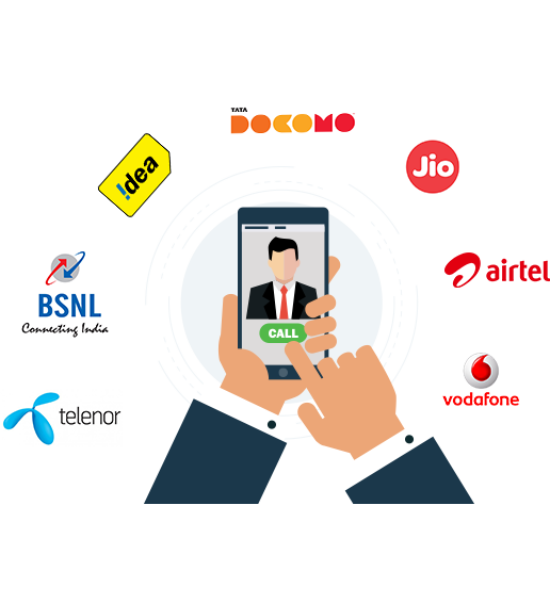 TATA
DOCOMO
!dea
Jio
BSNL
Connecting India
airtel
CALL
telenor
vodafone